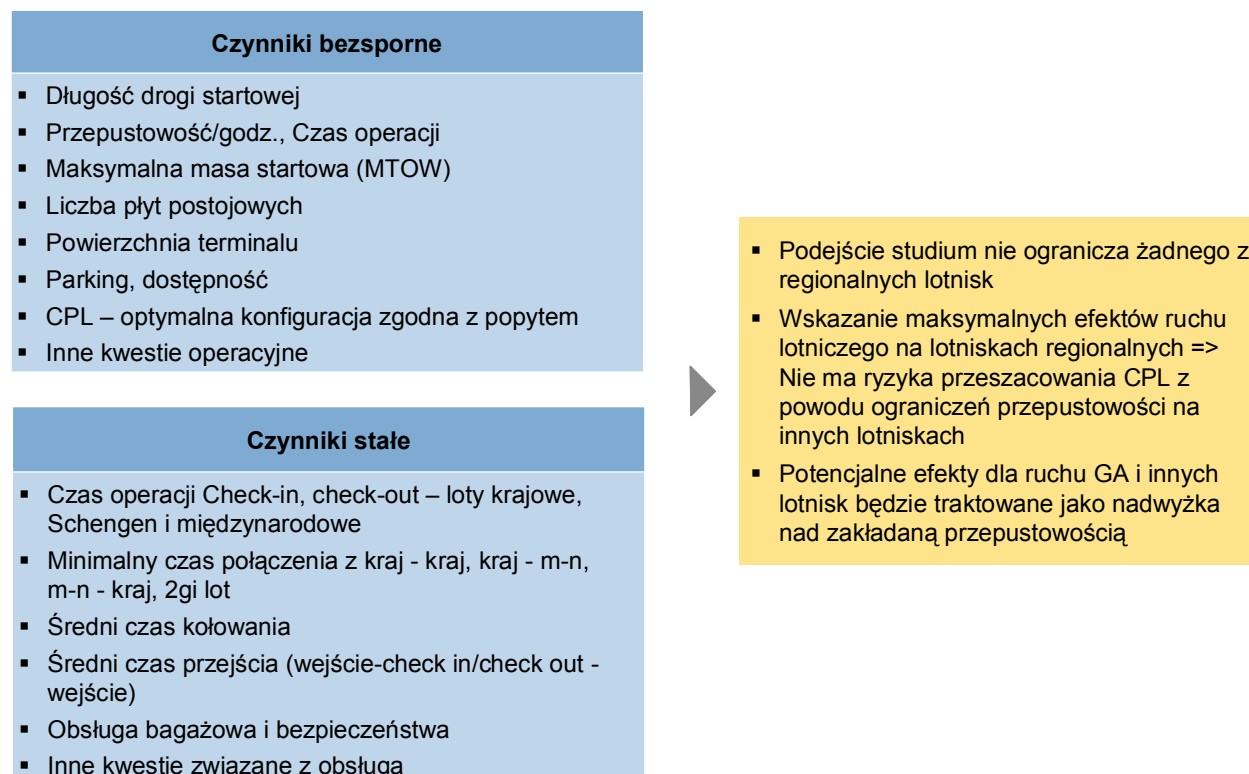 Czynniki bezsporne
▪ Długość drogi startowej
▪ Przepustowość/godz., Czas operacji
▪ Maksymalna masa startowa (MTOW)
▪ Liczba płyt postojowych
▪ Powierzchnia terminalu
▪ Parking, dostępność
▪ CPL – optymalna konfiguracja zgodna z popytem
▪ Inne kwestie operacyjne
Czynniki stałe
▪ Czas operacji Check-in, check-out – loty krajowe,
Schengen i międzynarodowe
▪ Minimalny czas połączenia z kraj - kraj, kraj - m-n,
m-n - kraj, 2gi lot
▪ Średni czas kołowania
▪ Średni czas przejścia (wejście-check in/check out -
wejście)
▪ Obsługa bagażowa i bezpieczeństwa
▪ Inne kwestie związane z obsługą
▪ Podejście studium nie ogranicza żadnego z
regionalnych lotnisk
▪ Wskazanie maksymalnych efektów ruchu
lotniczego na lotniskach regionalnych =>
Nie ma ryzyka przeszacowania CPL z
powodu ograniczeń przepustowości na
innych lotniskach
▪ Potencjalne efekty dla ruchu GA i innych
lotnisk będzie traktowane jako nadwyżka
nad zakładaną przepustowością